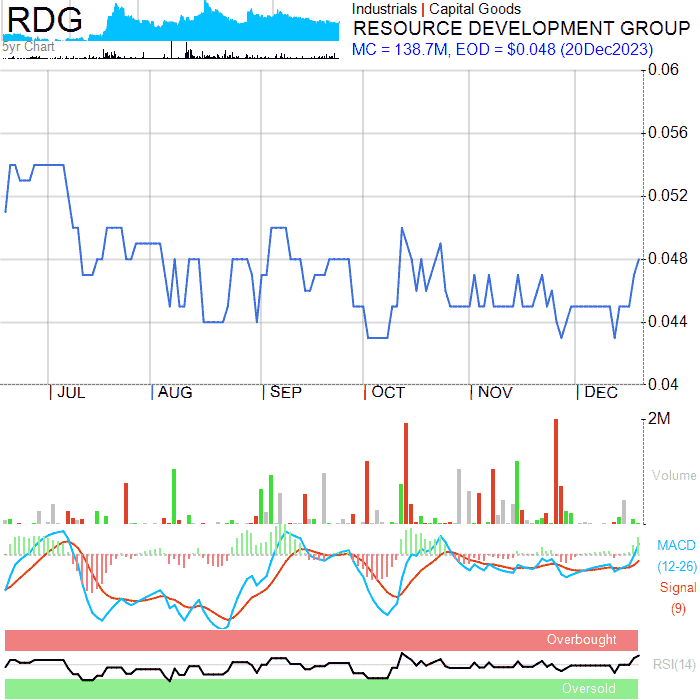 RDG
5yr Chart
Industrials | Capital Goods
RESOURCE DEVELOPMENT GROUP
MC = 138.7M, EOD = $0.048 (20Dec2023)
0.06
0.056
0.052
0.048
0.044
0.04
JUL
AUG
SEP
OCT
NOV
DEC
2M
Volume
MACD
(12-26)
Signal
(9)
Overbought
RSI(14)
Oversold